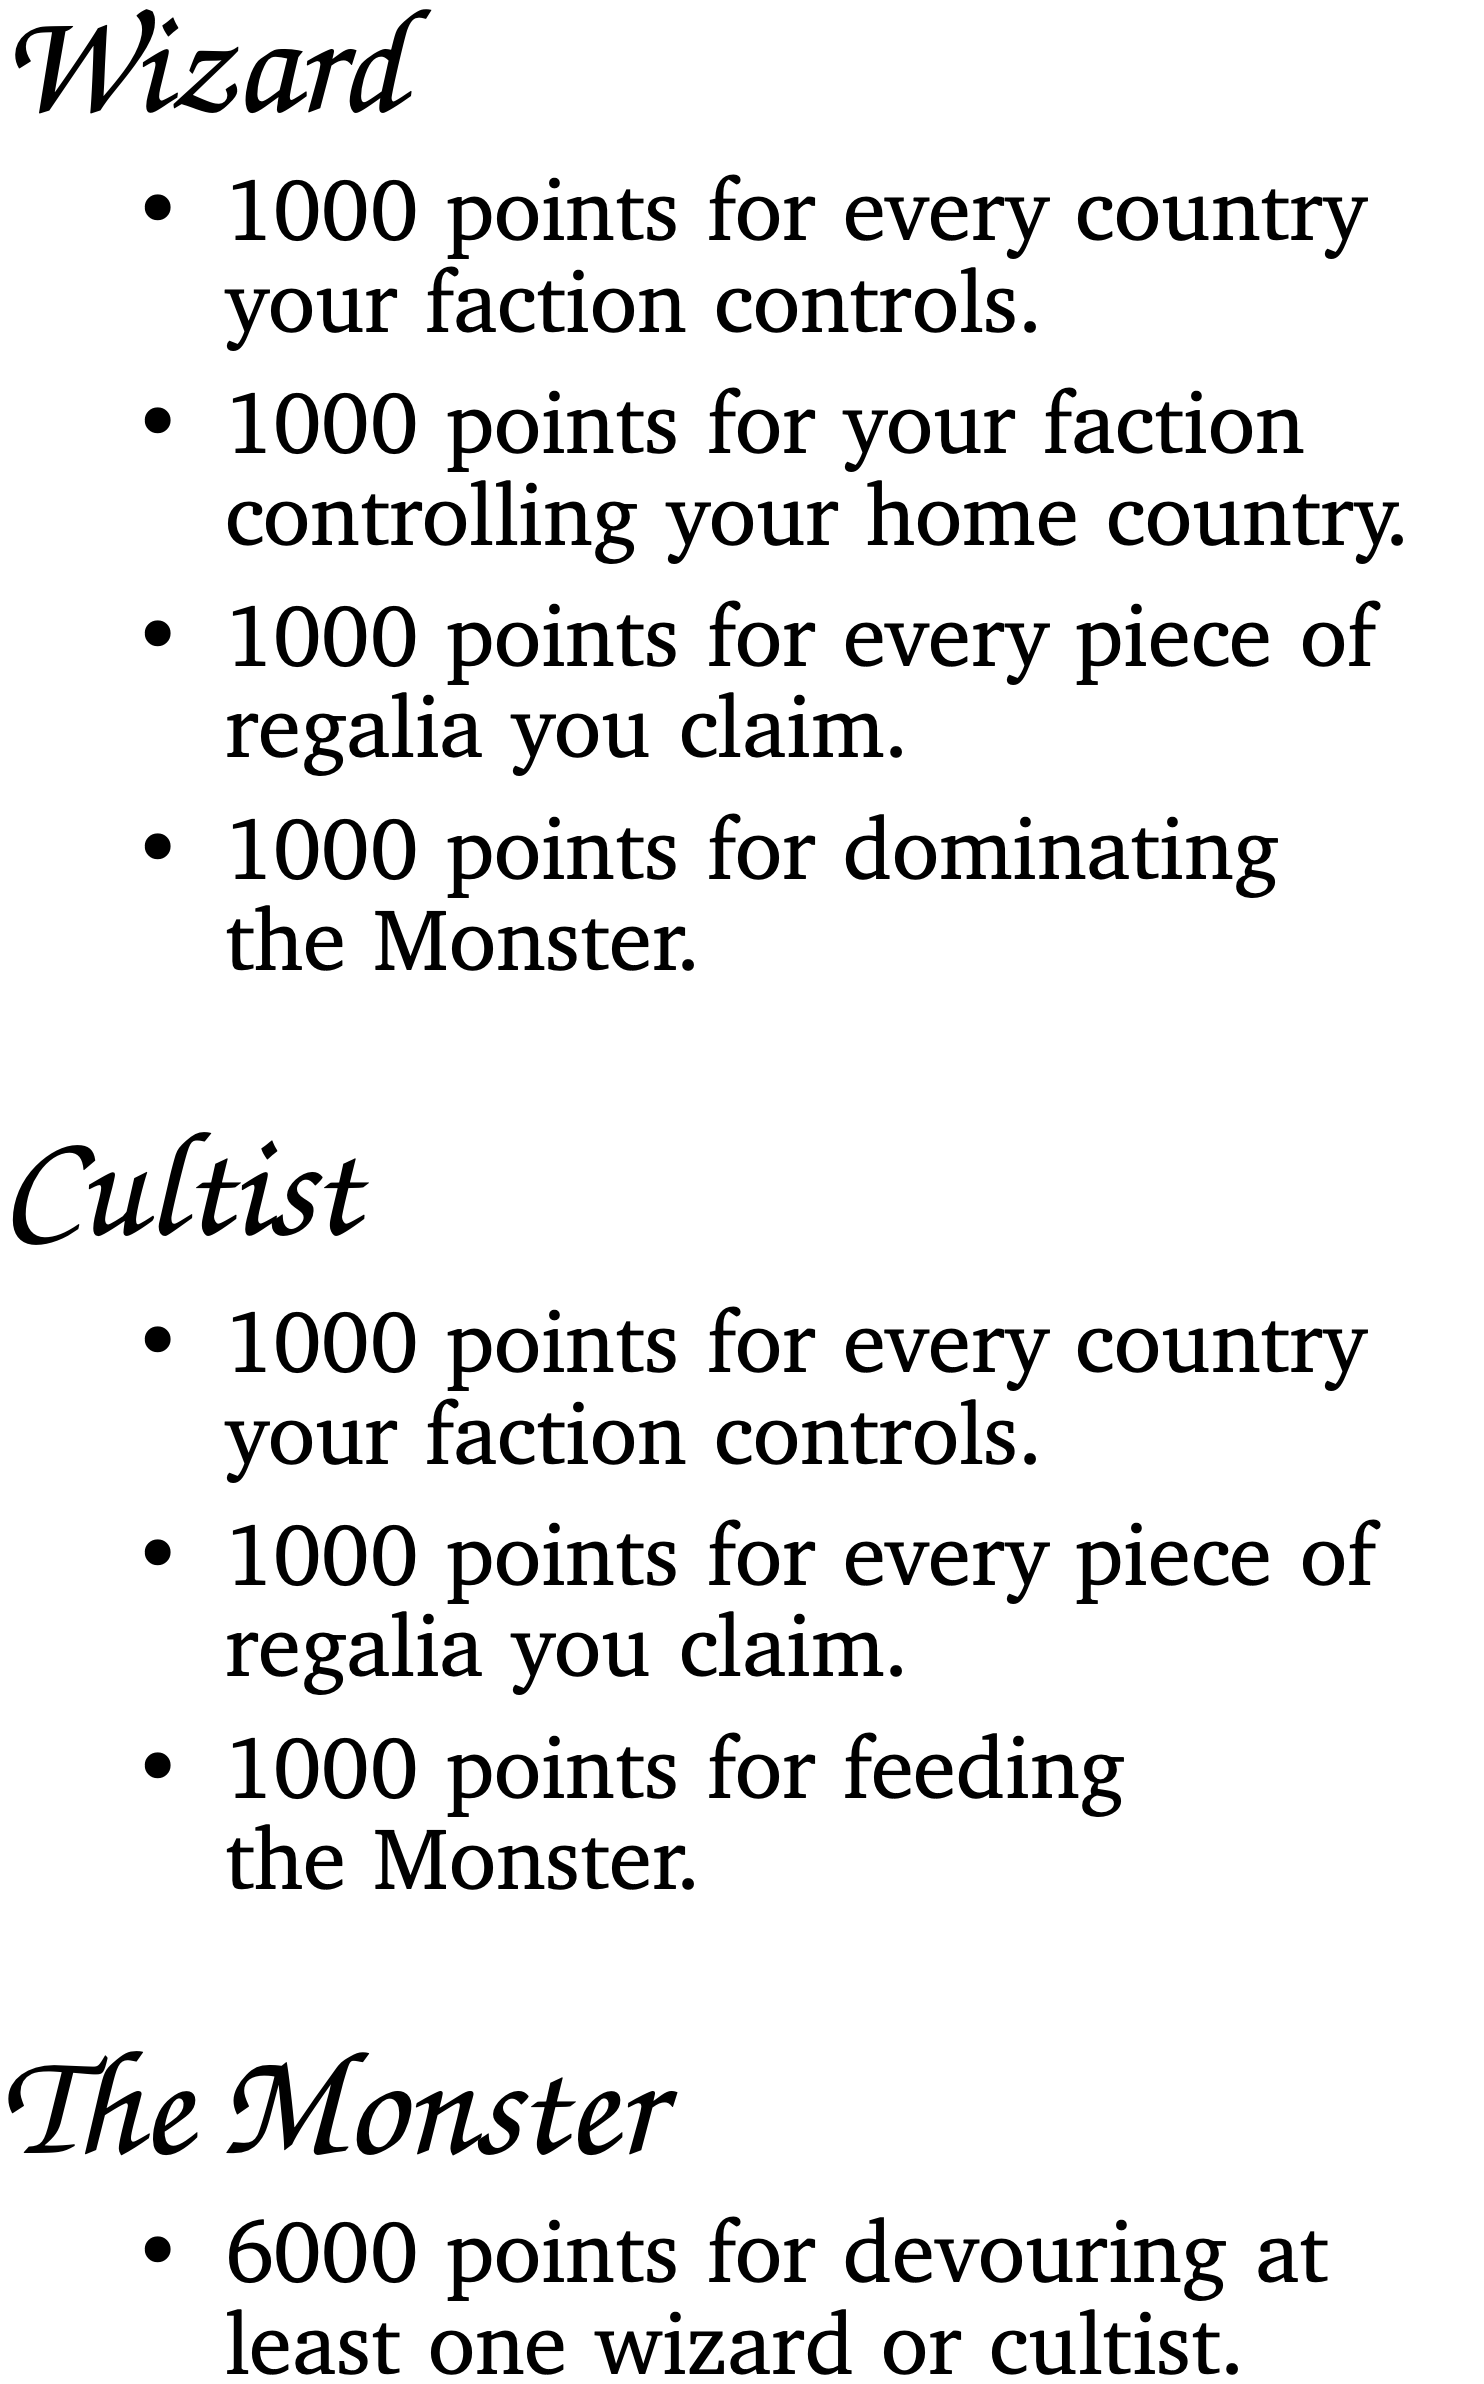 Wizard
• 1000 points for every country
your faction controls.
• 1000 points for your faction
controlling your home country.
• 1000 points for every piece of
regalia you claim.
• 1000 points for dominating
the Monster.
Cultist
• 1000 points for every country
your faction controls.
• 1000 points for every piece of
regalia you claim.
• 1000 points for feeding
the Monster.
The Monster
• 6000 points for devouring at
least one wizard or cultist.